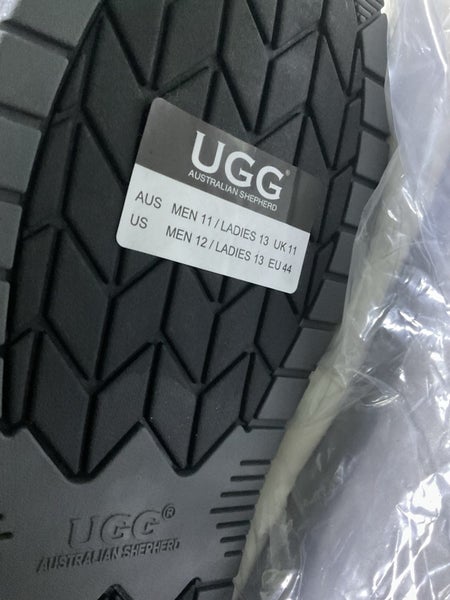 UGG®
AUSTRALIAN SHEPHERD
AUS MEN 11 / LADIES 13 UK 11
US MEN 12 / LADIES 13 EU 44
UGG®
AUSTRALIAN SHEPHERD